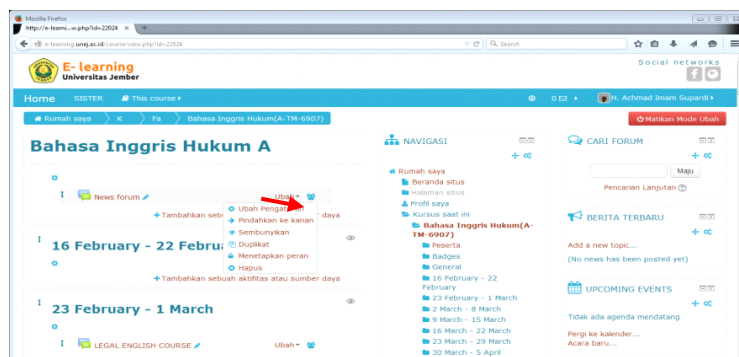 Mozilla Firefox
http://e-learni...w.php?id=22024
e-learning.unej.ac.id/course/view.php?id=22024
Search
E- learning
Universitas Jember
Social networks
Home SISTER This course
0
H. Achmad Imam Supardi
Rumah saya K Fa Bahasa Inggris Hukum(A-TM-6907)
Matikan Mode Ubah
Bahasa Inggris Hukum A
News forum
Ubah
Ubah Pengaturan
Pindahkan ke kanan
Sembunyikan
Duplikat
Menetapkan peran
Hapus
+Tambahkan daya
16 February - 22
+Tambahkan sebuah aktifitas atau sumber daya
23 February - 1 March
LEGAL ENGLISH COURSE
Ubah
NAVIGASI
Rumah saya
Beranda situs
Halaman situs
Profil saya
Kursus saat ini
Bahasa Inggris Hukum(A-
TM-6907)
Peserta
Badges
General
16 February - 22
February
23 February - 1 March
2 March - 8 March
9 March - 15 March
16 March - 22 March
23 March - 29 March
30 March - 5 April
CARI FORUM
Maju
Pencarian Lanjutan
BERITA TERBARU
Add a new topic...
(No news has been posted yet)
UPCOMING EVENTS
Tidak ada agenda mendatang
Pergi ke kalender...
Acara baru...